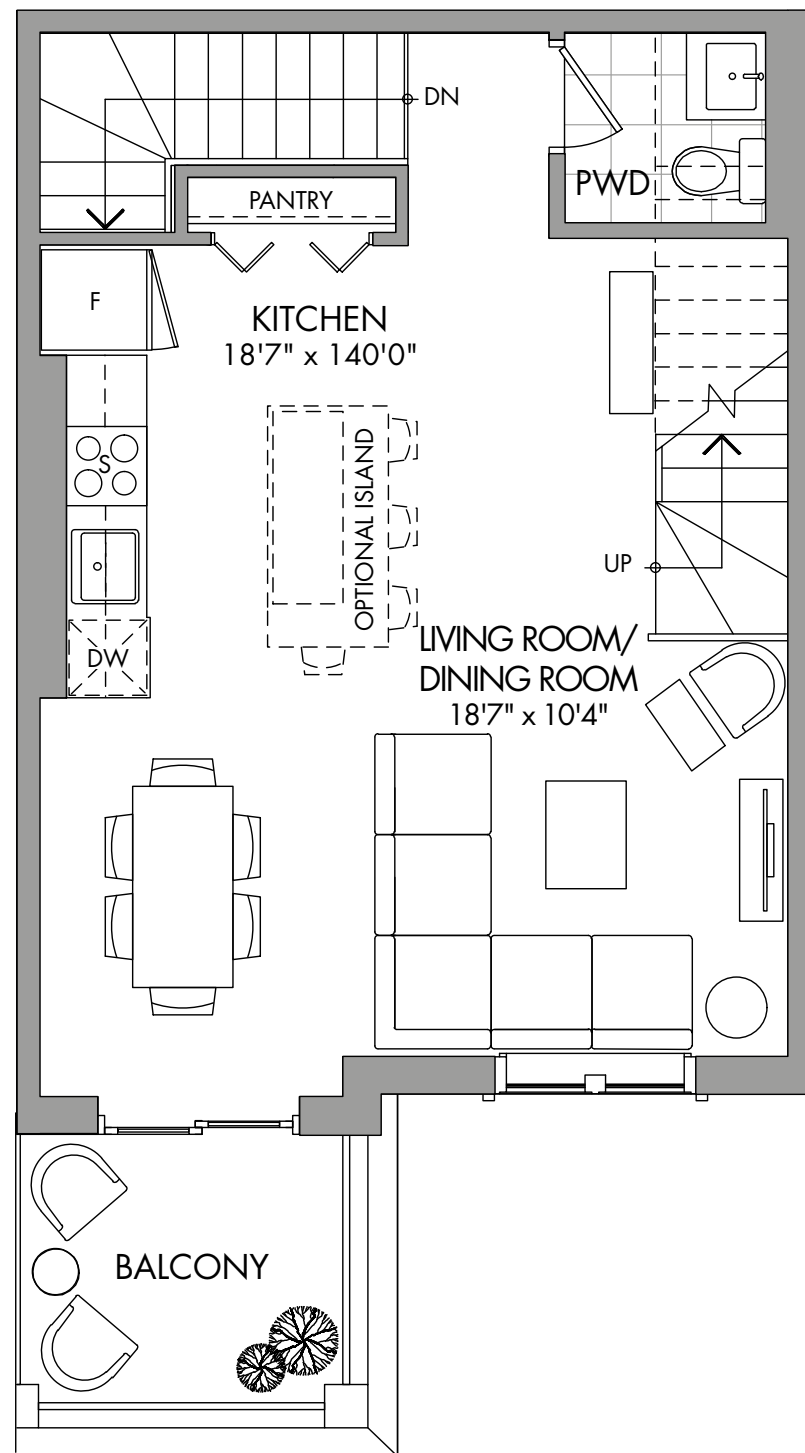 DN
PANTRY
PWD
F
KITCHEN
18'7" x 140'0"
OPTIONAL ISLAND
S
UP
DW
LIVING ROOM/
DINING ROOM
18'7" x 10'4"
BALCONY